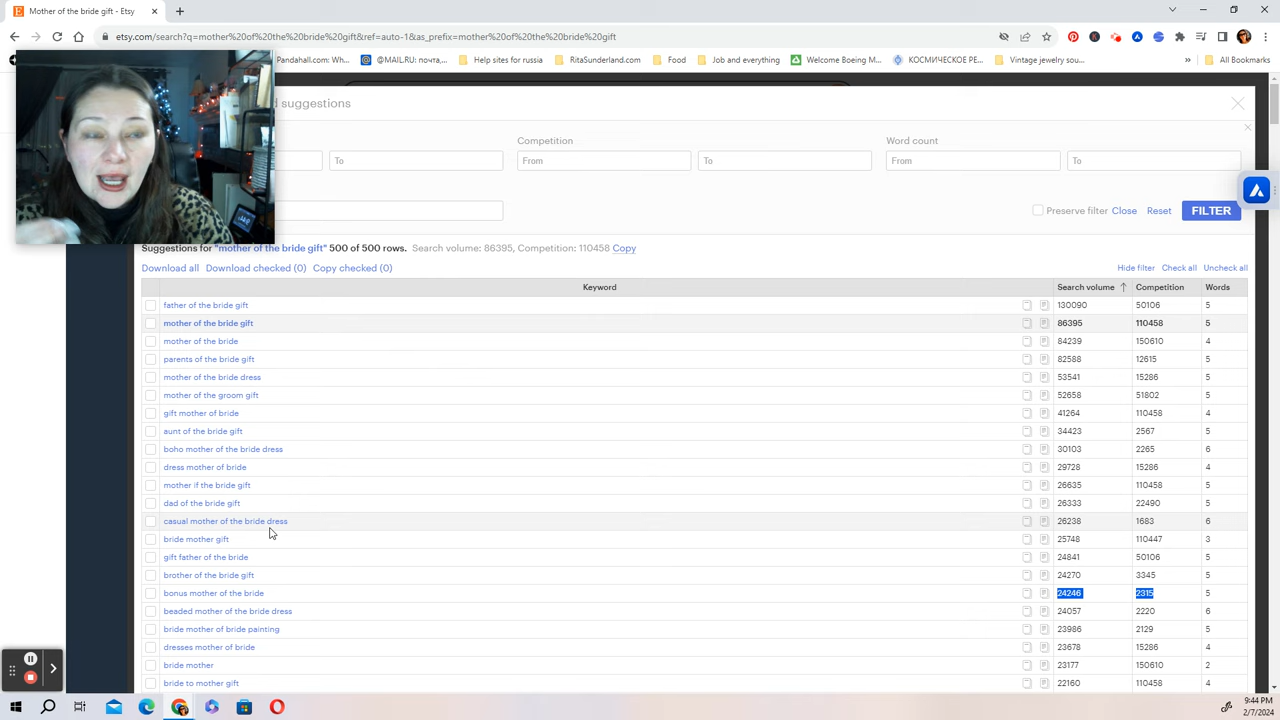 Mother of the bride gift - Etsy
etsy.com/search?q=mother%20of%20the%20bride%20gift&ref=auto-1&as_prefix=mother%20of%20the%20bride%20gift
Pandahall.com: Wh... @MAIL.RU: почта,... Help sites for russia RitaSunderland.com Food Job and everything Welcome Boeing M... КОСМИЧЕСКОЕ РЕ... Vintage jewelry sou... » All Bookmarks
d suggestions
Competition Word count
To From To From To
Preserve filter Close Reset FILTER
Suggestions for "mother of the bride gift" 500 of 500 rows. Search volume: 86395, Competition: 110458 Copy
Download all Download checked (0) Copy checked (0) Hide filter Check all Uncheck all
Keyword Search volume Competition Words
father of the bride gift 130090 50106 5
mother of the bride gift 86395 110458 5
mother of the bride 84239 150610 4
parents of the bride gift 82588 12615 5
mother of the bride dress 53541 15286 5
mother of the groom gift 52658 51802 5
gift mother of bride 41264 110458 4
aunt of the bride gift 34423 2567 5
boho mother of the bride dress 30103 2265 6
dress mother of bride 29728 15286 4
mother if the bride gift 26635 110458 5
dad of the bride gift 26333 22490 5
casual mother of the bride dress 26238 1683 6
bride mother gift 25748 110447 3
gift father of the bride 24841 50106 5
brother of the bride gift 24270 3345 5
bonus mother of the bride 24246 2315 5
beaded mother of the bride dress 24057 2220 6
bride mother of bride painting 23986 2129 5
dresses mother of bride 23678 15286 4
bride mother 23177 150610 2
bride to mother gift 22160 110458 4
9:44 PM
2/7/2024